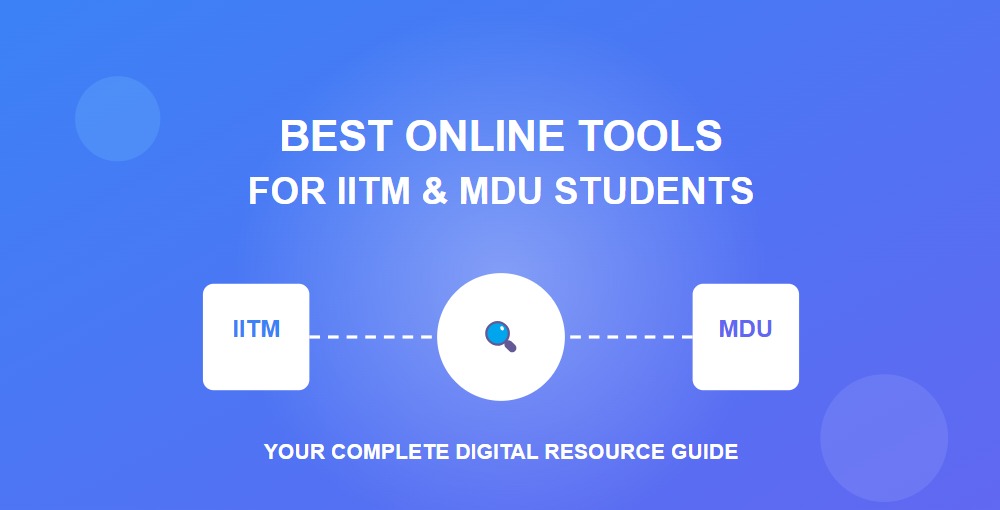 BEST ONLINE TOOLS
FOR IITM & MDU STUDENTS
IITM
MDU
YOUR COMPLETE DIGITAL RESOURCE GUIDE